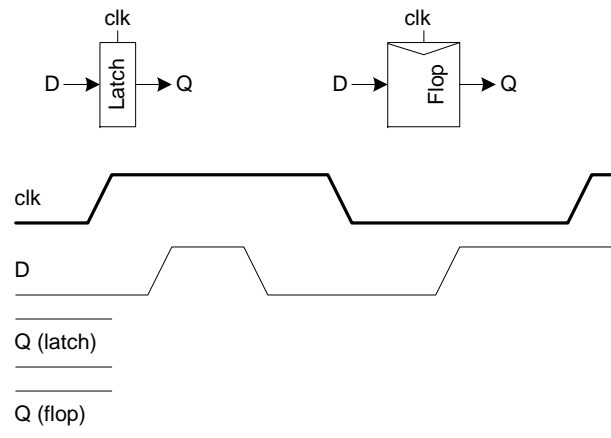 clk
clk
D
Latch
Q
D
Flop
Q
clk
D
Q (latch)
Q (flop)